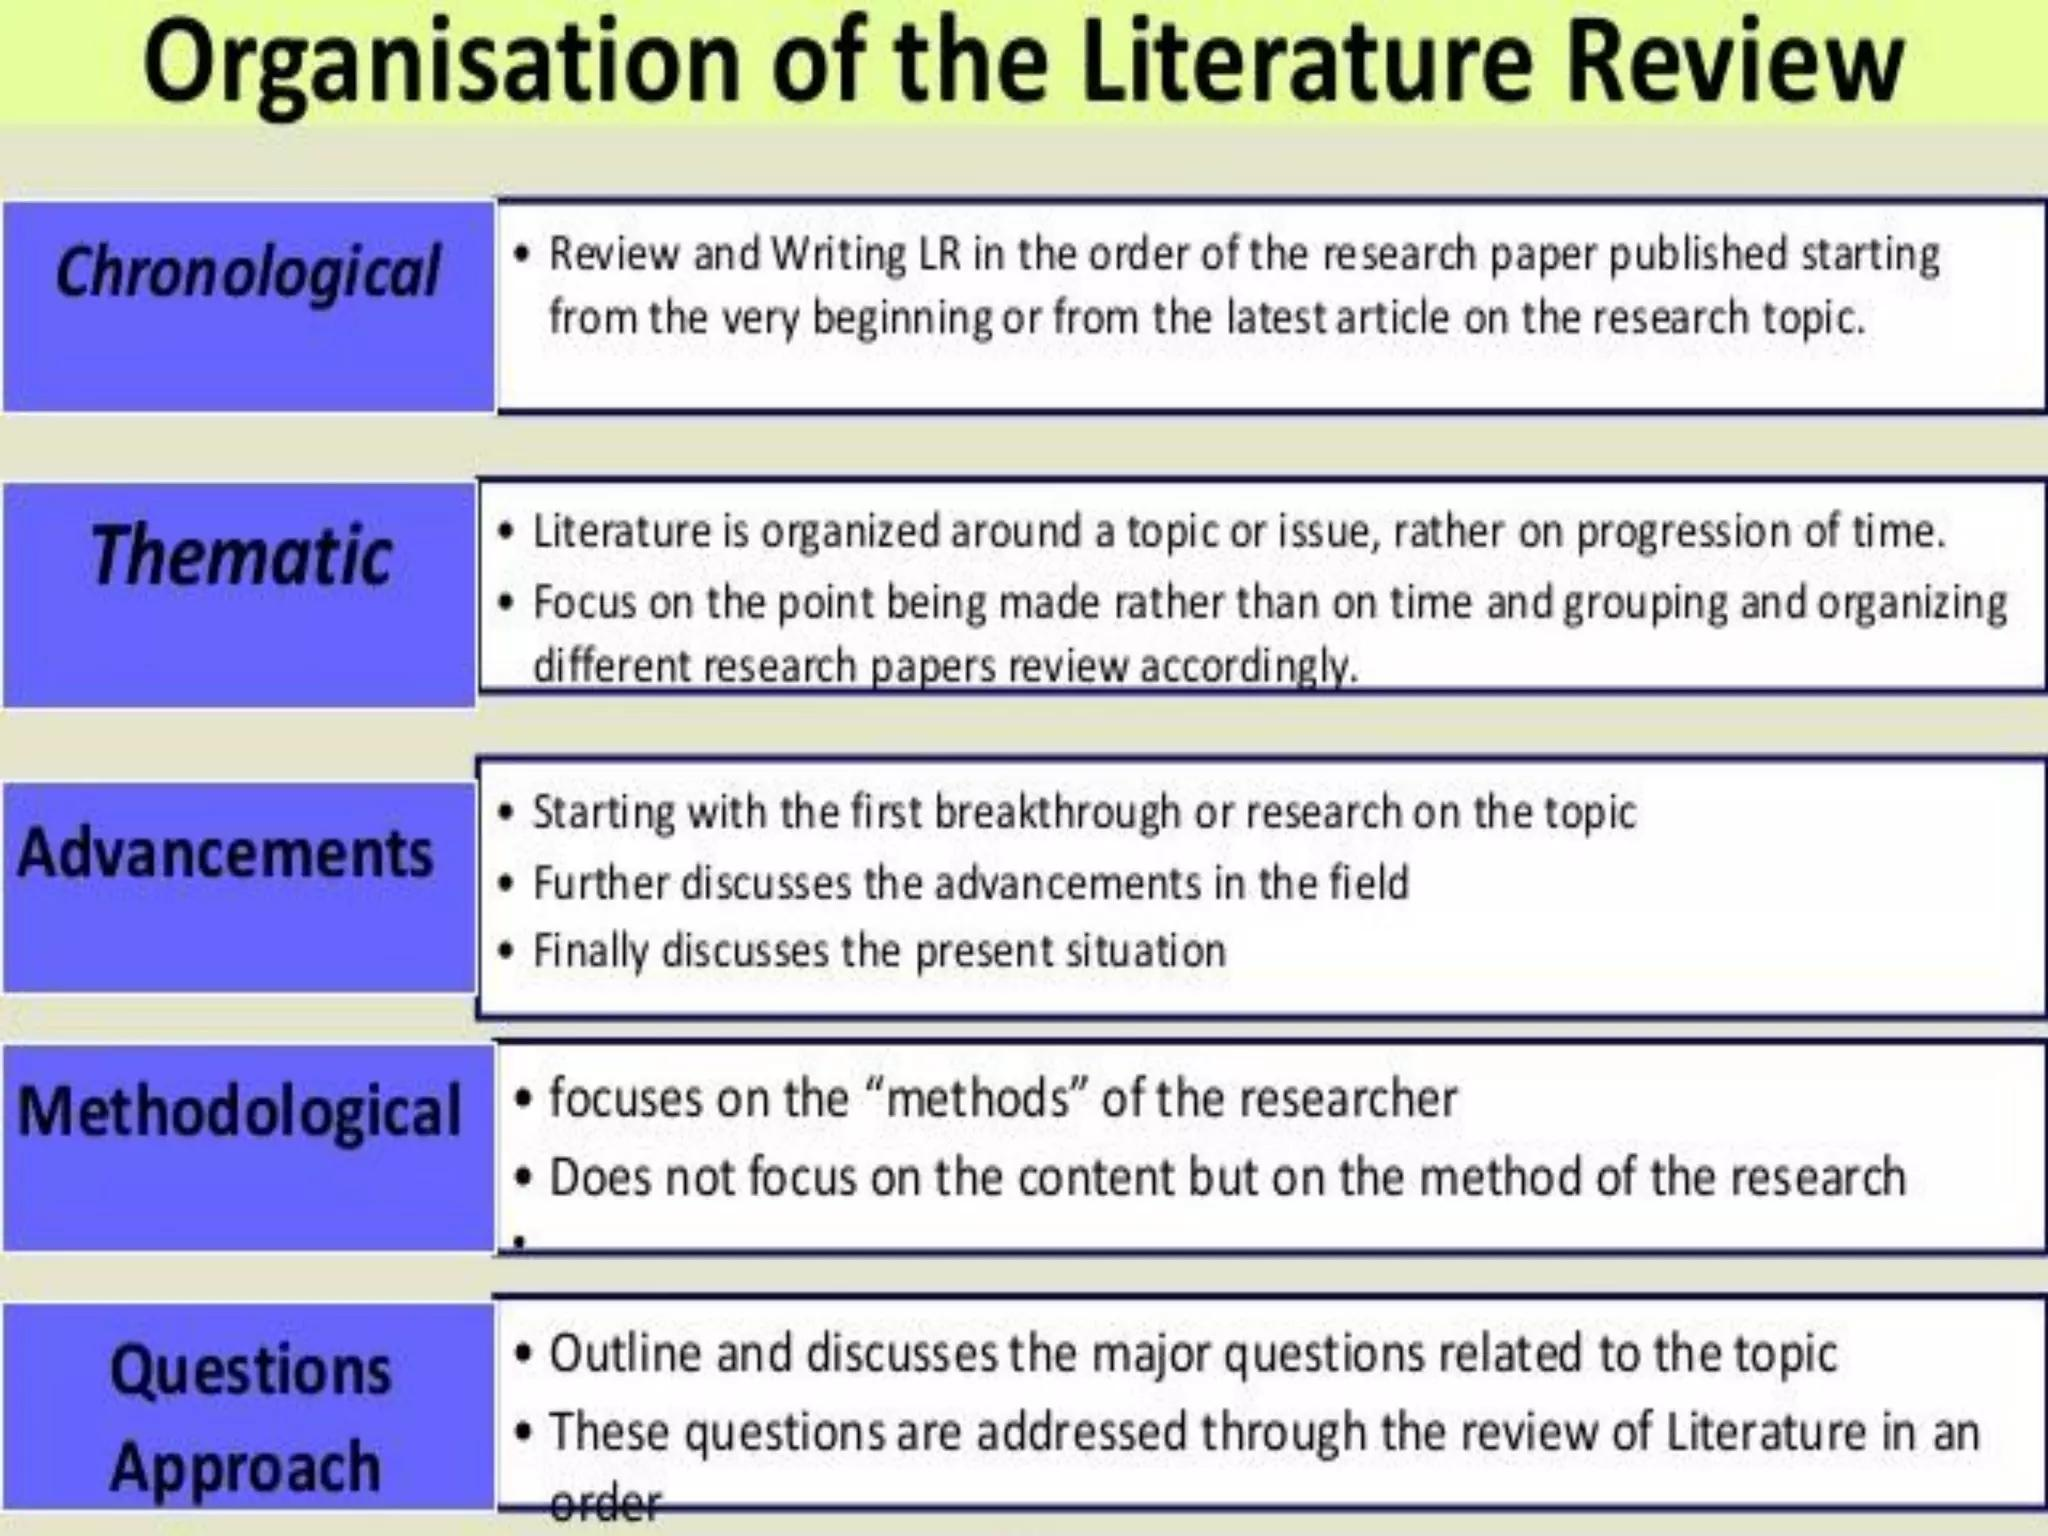 Organisation of the Literature Review
Chronological
• Review and Writing LR in the order of the research paper published starting
from the very beginning or from the latest article on the research topic.
Thematic
• Literature is organized around a topic or issue, rather on progression of time.
• Focus on the point being made rather than on time and grouping and organizing
different research papers review accordingly.
Advancements
• Starting with the first breakthrough or research on the topic
• Further discusses the advancements in the field
• Finally discusses the present situation
Methodological
• focuses on the “methods” of the researcher
• Does not focus on the content but on the method of the research
•
Questions
Approach
• Outline and discusses the major questions related to the topic
• These questions are addressed through the review of Literature in an
order